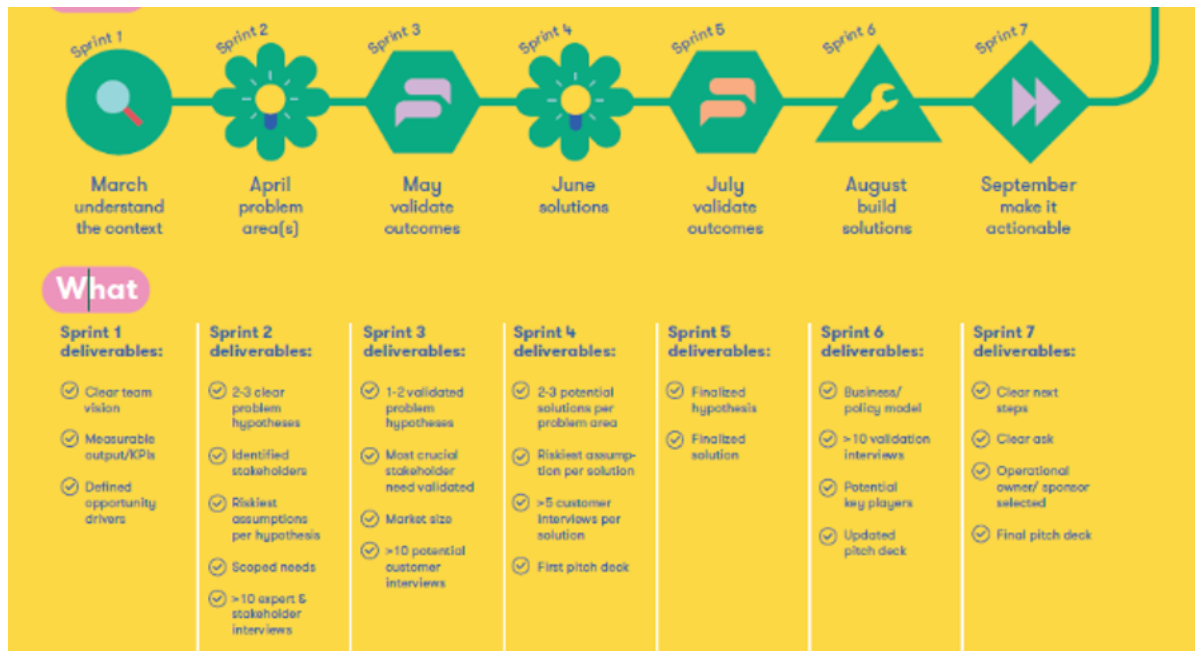 Sprint 1
Sprint 2
Sprint 3
Sprint 4
Sprint 5
Sprint 6
Sprint 7
March
understand
the context
April
problem
area(s)
May
validate
outcomes
June
solutions
July
validate
outcomes
August
build
solutions
September
make it
actionable
What
Sprint 1
deliverables:
Clear team
vision
Measurable
output/KPIs
Defined
opportunity
drivers
Sprint 2
deliverables:
2-3 clear
problem
hypotheses
Identified
stakeholders
Riskiest
assumptions
per hypothesis
Scoped needs
>10 expert &
stakeholder
interviews
Sprint 3
deliverables:
1-2 validated
problem
hypotheses
Most crucial
stakeholder
need validated
Market size
>10 potential
customer
interviews
Sprint 4
deliverables:
2-3 potential
solutions per
problem area
Riskiest assump-
tion per solution
>5 customer
interviews per
solution
First pitch deck
Sprint 5
deliverables:
Finalized
hypothesis
Finalized
solution
Sprint 6
deliverables:
Business/
policy model
>10 validation
interviews
Potential
key players
Updated
pitch deck
Sprint 7
deliverables:
Clear next
steps
Clear ask
Operational
owner/ sponsor
selected
Final pitch deck